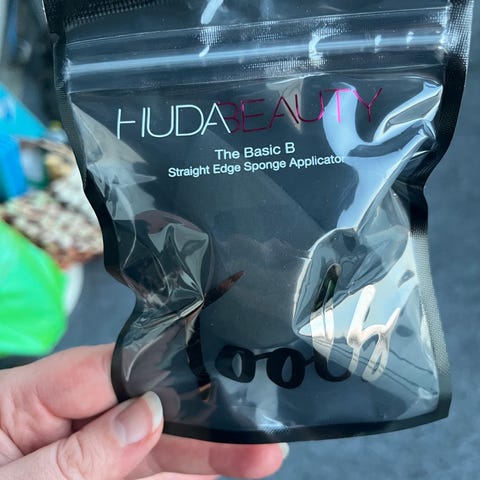 HUDABEAUTY
The Basic B
Straight Edge Sponge Applicator